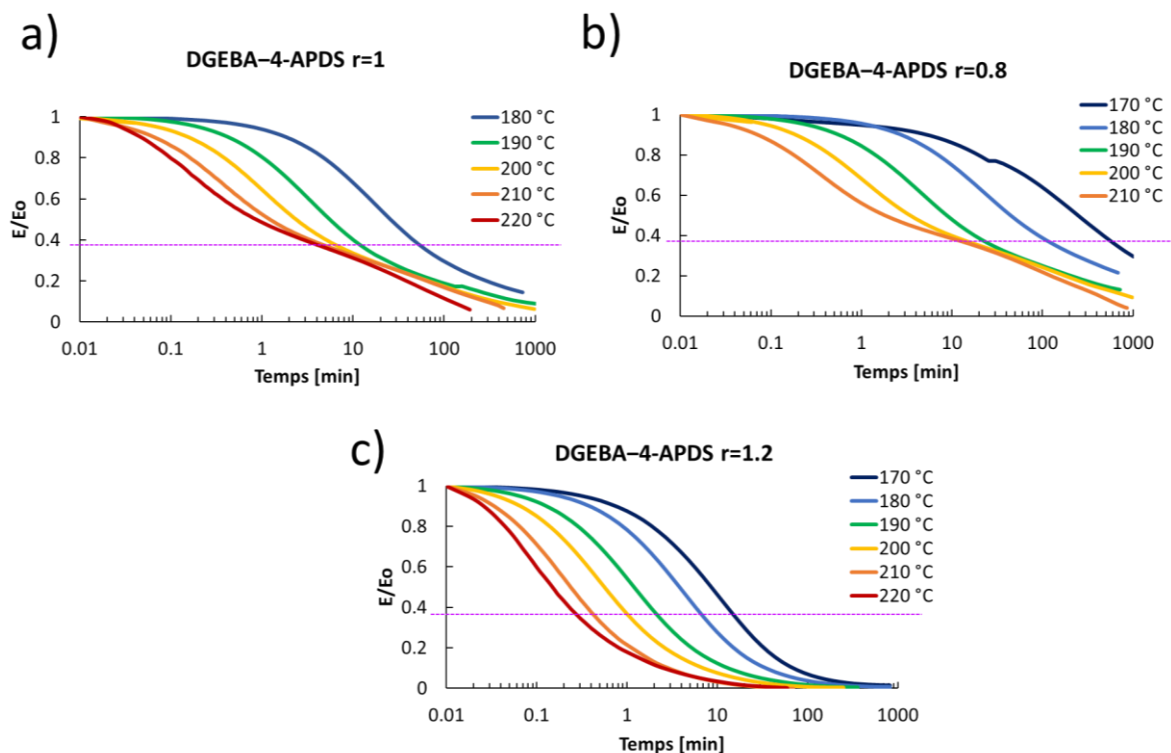 a)
DGEBA–4-APDS r=1
1
0.8
0.6
0.4
0.2
0
E/Eo
0.01 0.1 1 10 100 1000
Temps [min]
180 °C
190 °C
200 °C
210 °C
220 °C
b)
DGEBA–4-APDS r=0.8
1
0.8
0.6
0.4
0.2
0
E/Eo
0.01 0.1 1 10 100 1000
Temps [min]
170 °C
180 °C
190 °C
200 °C
210 °C
c)
DGEBA–4-APDS r=1.2
1
0.8
0.6
0.4
0.2
0
E/Eo
0.01 0.1 1 10 100 1000
Temps [min]
170 °C
180 °C
190 °C
200 °C
210 °C
220 °C